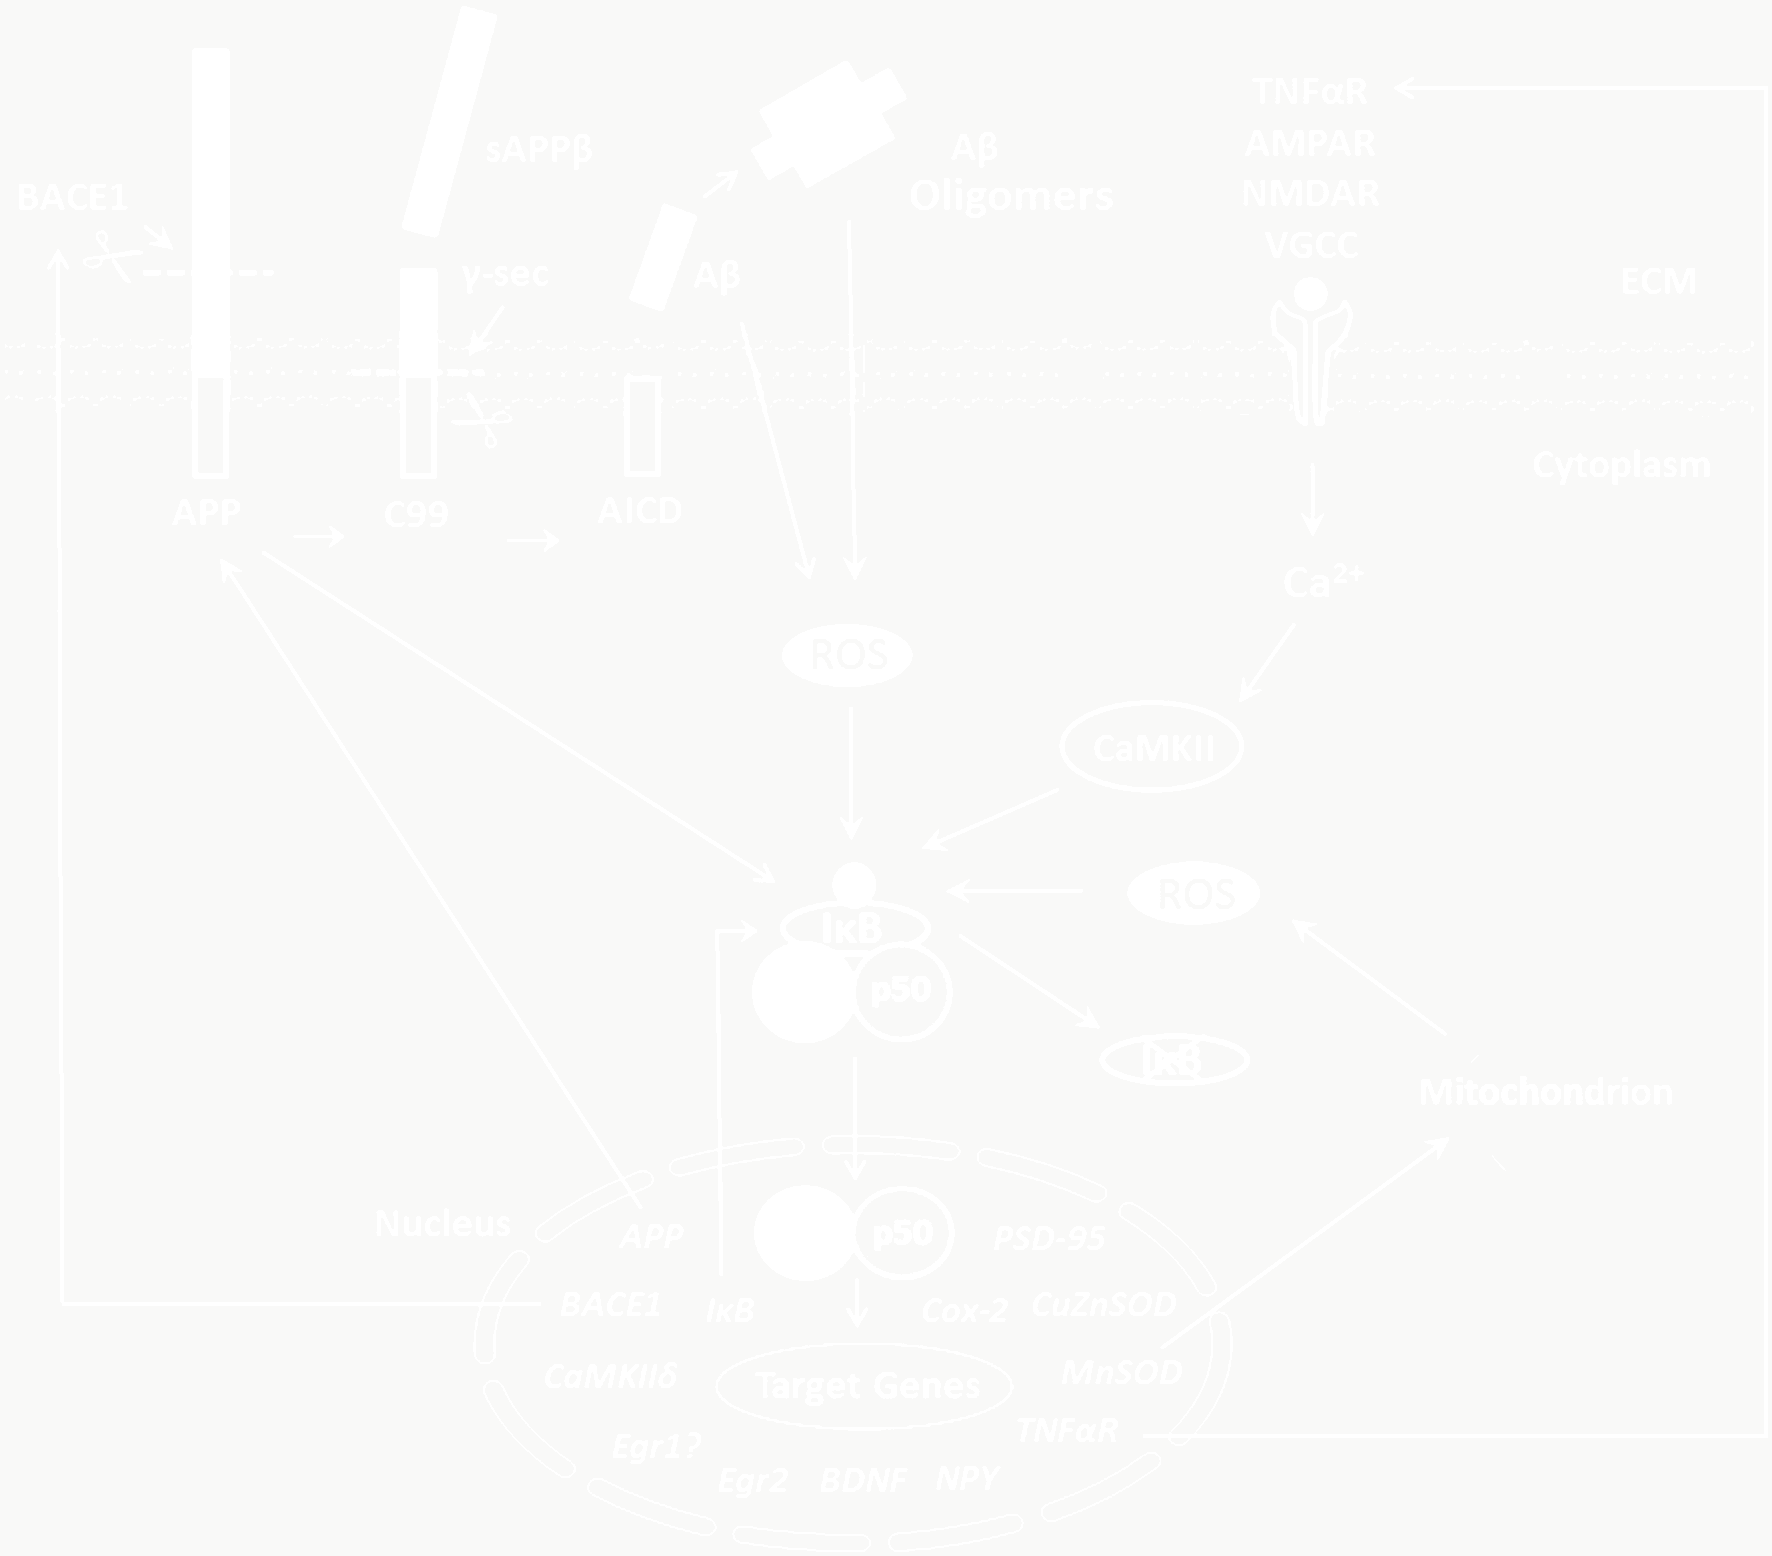 TNFαR
AMPAR
NMDAR
VGCC
sAPPβ
Aβ
Oligomers
BACE1
γ-sec
Aβ
ECM
Cytoplasm
APP
C99
AICD
Ca²⁺
ROS
CaMKII
ROS
IκB
p50
IκB
Mitochondrion
Nucleus
APP
p50
PSD-95
BACE1
IκB
Cox-2
CuZnSOD
CaMKIIδ
Target Genes
MnSOD
TNFαR
Egr1?
Egr2
BDNF
NPY